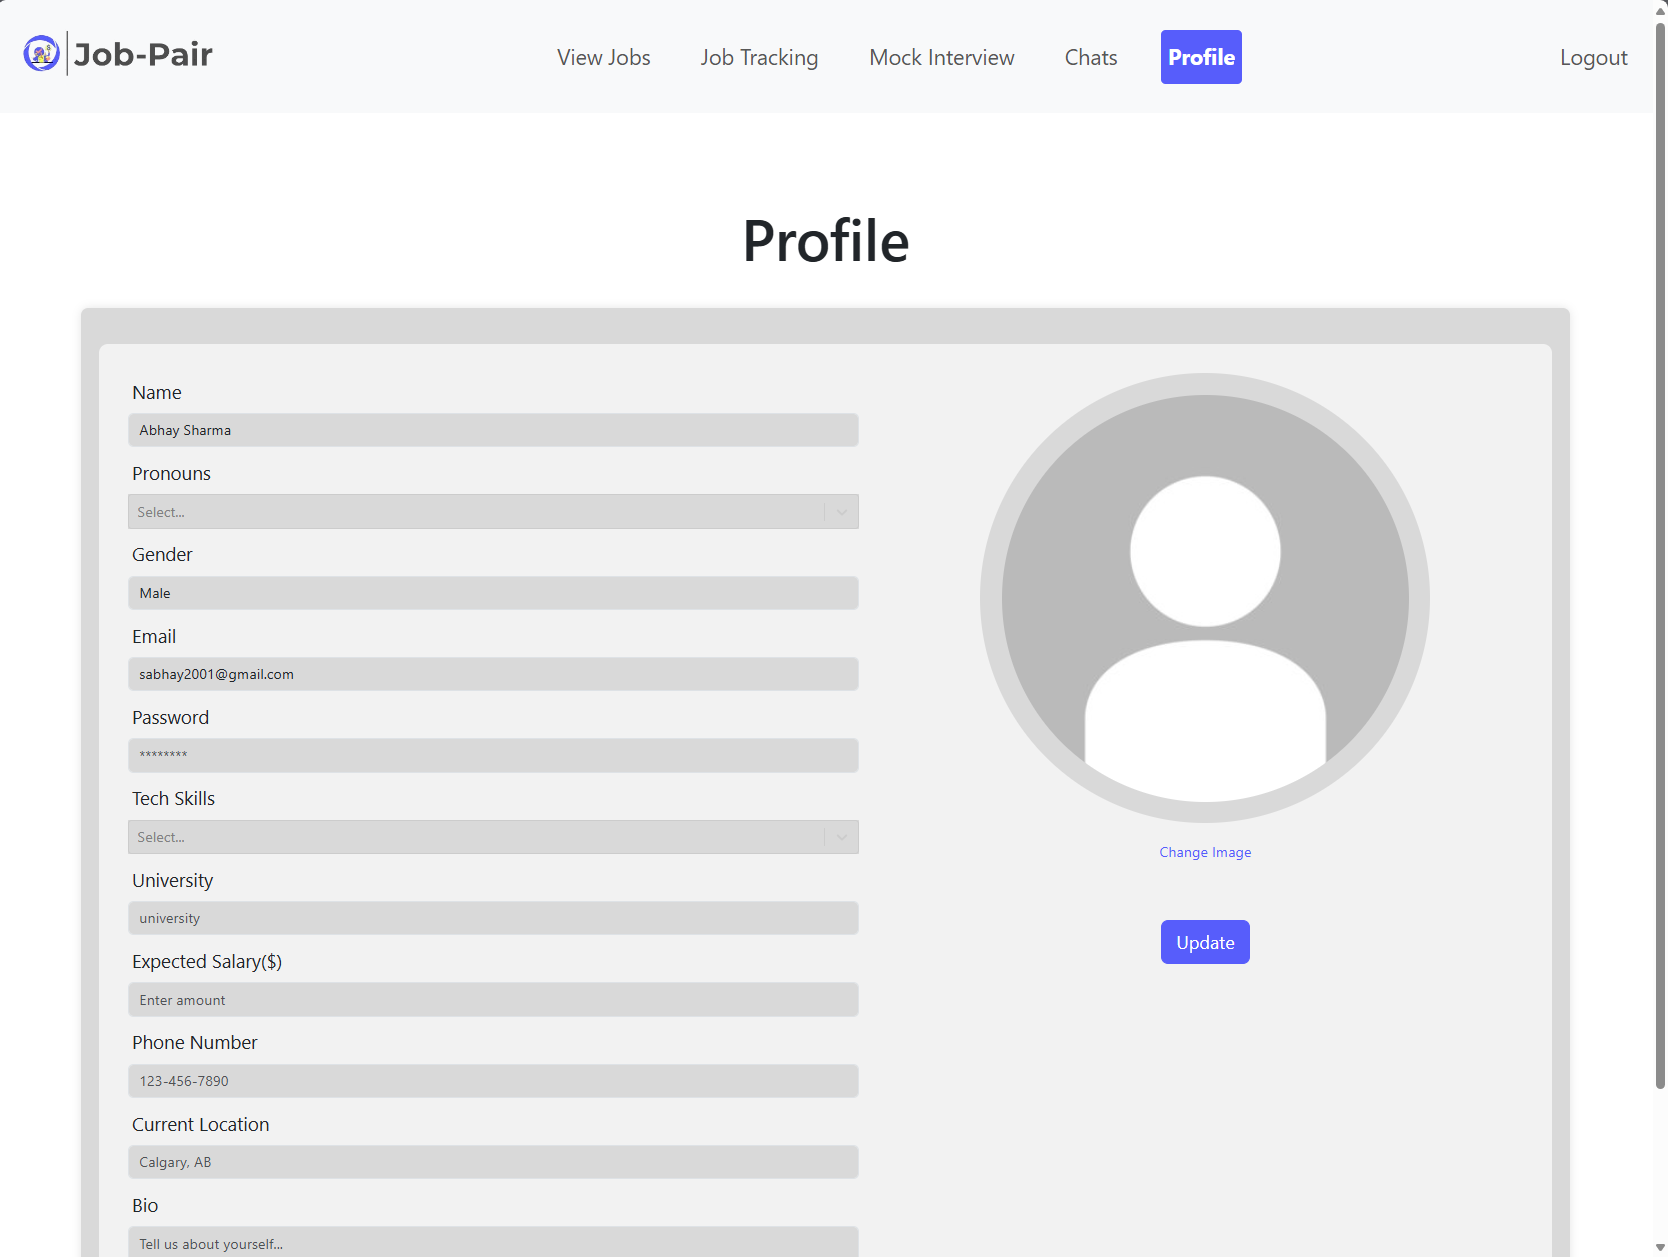 Job-Pair
View Jobs
Job Tracking
Mock Interview
Chats
Profile
Logout
Profile
Name
Abhay Sharma
Pronouns
Select...
Gender
Male
Email
sabhay2001@gmail.com
Password
********
Tech Skills
Select...
University
university
Expected Salary($)
Enter amount
Phone Number
123-456-7890
Current Location
Calgary, AB
Bio
Tell us about yourself...
Change Image
Update